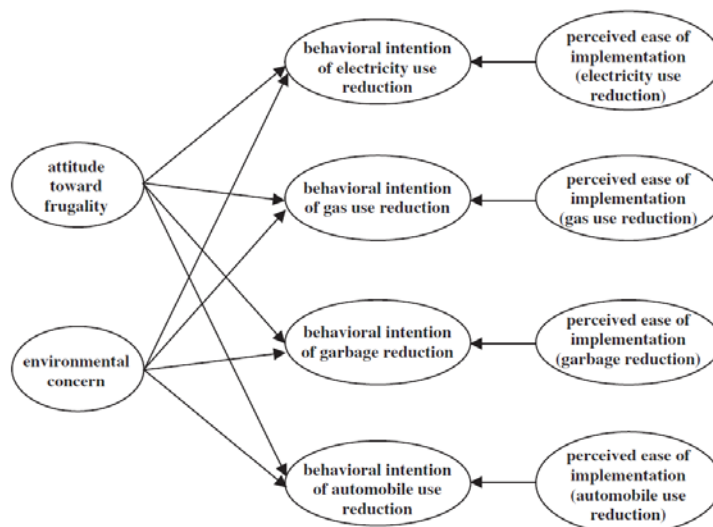 behavioral intention
of electricity use
reduction
perceived ease of
implementation
(electricity use
reduction)
attitude
toward
frugality
behavioral intention
of gas use reduction
perceived ease of
implementation
(gas use reduction)
environmental
concern
behavioral intention
of garbage reduction
perceived ease of
implementation
(garbage reduction)
behavioral intention
of automobile use
reduction
perceived ease of
implementation
(automobile use
reduction)